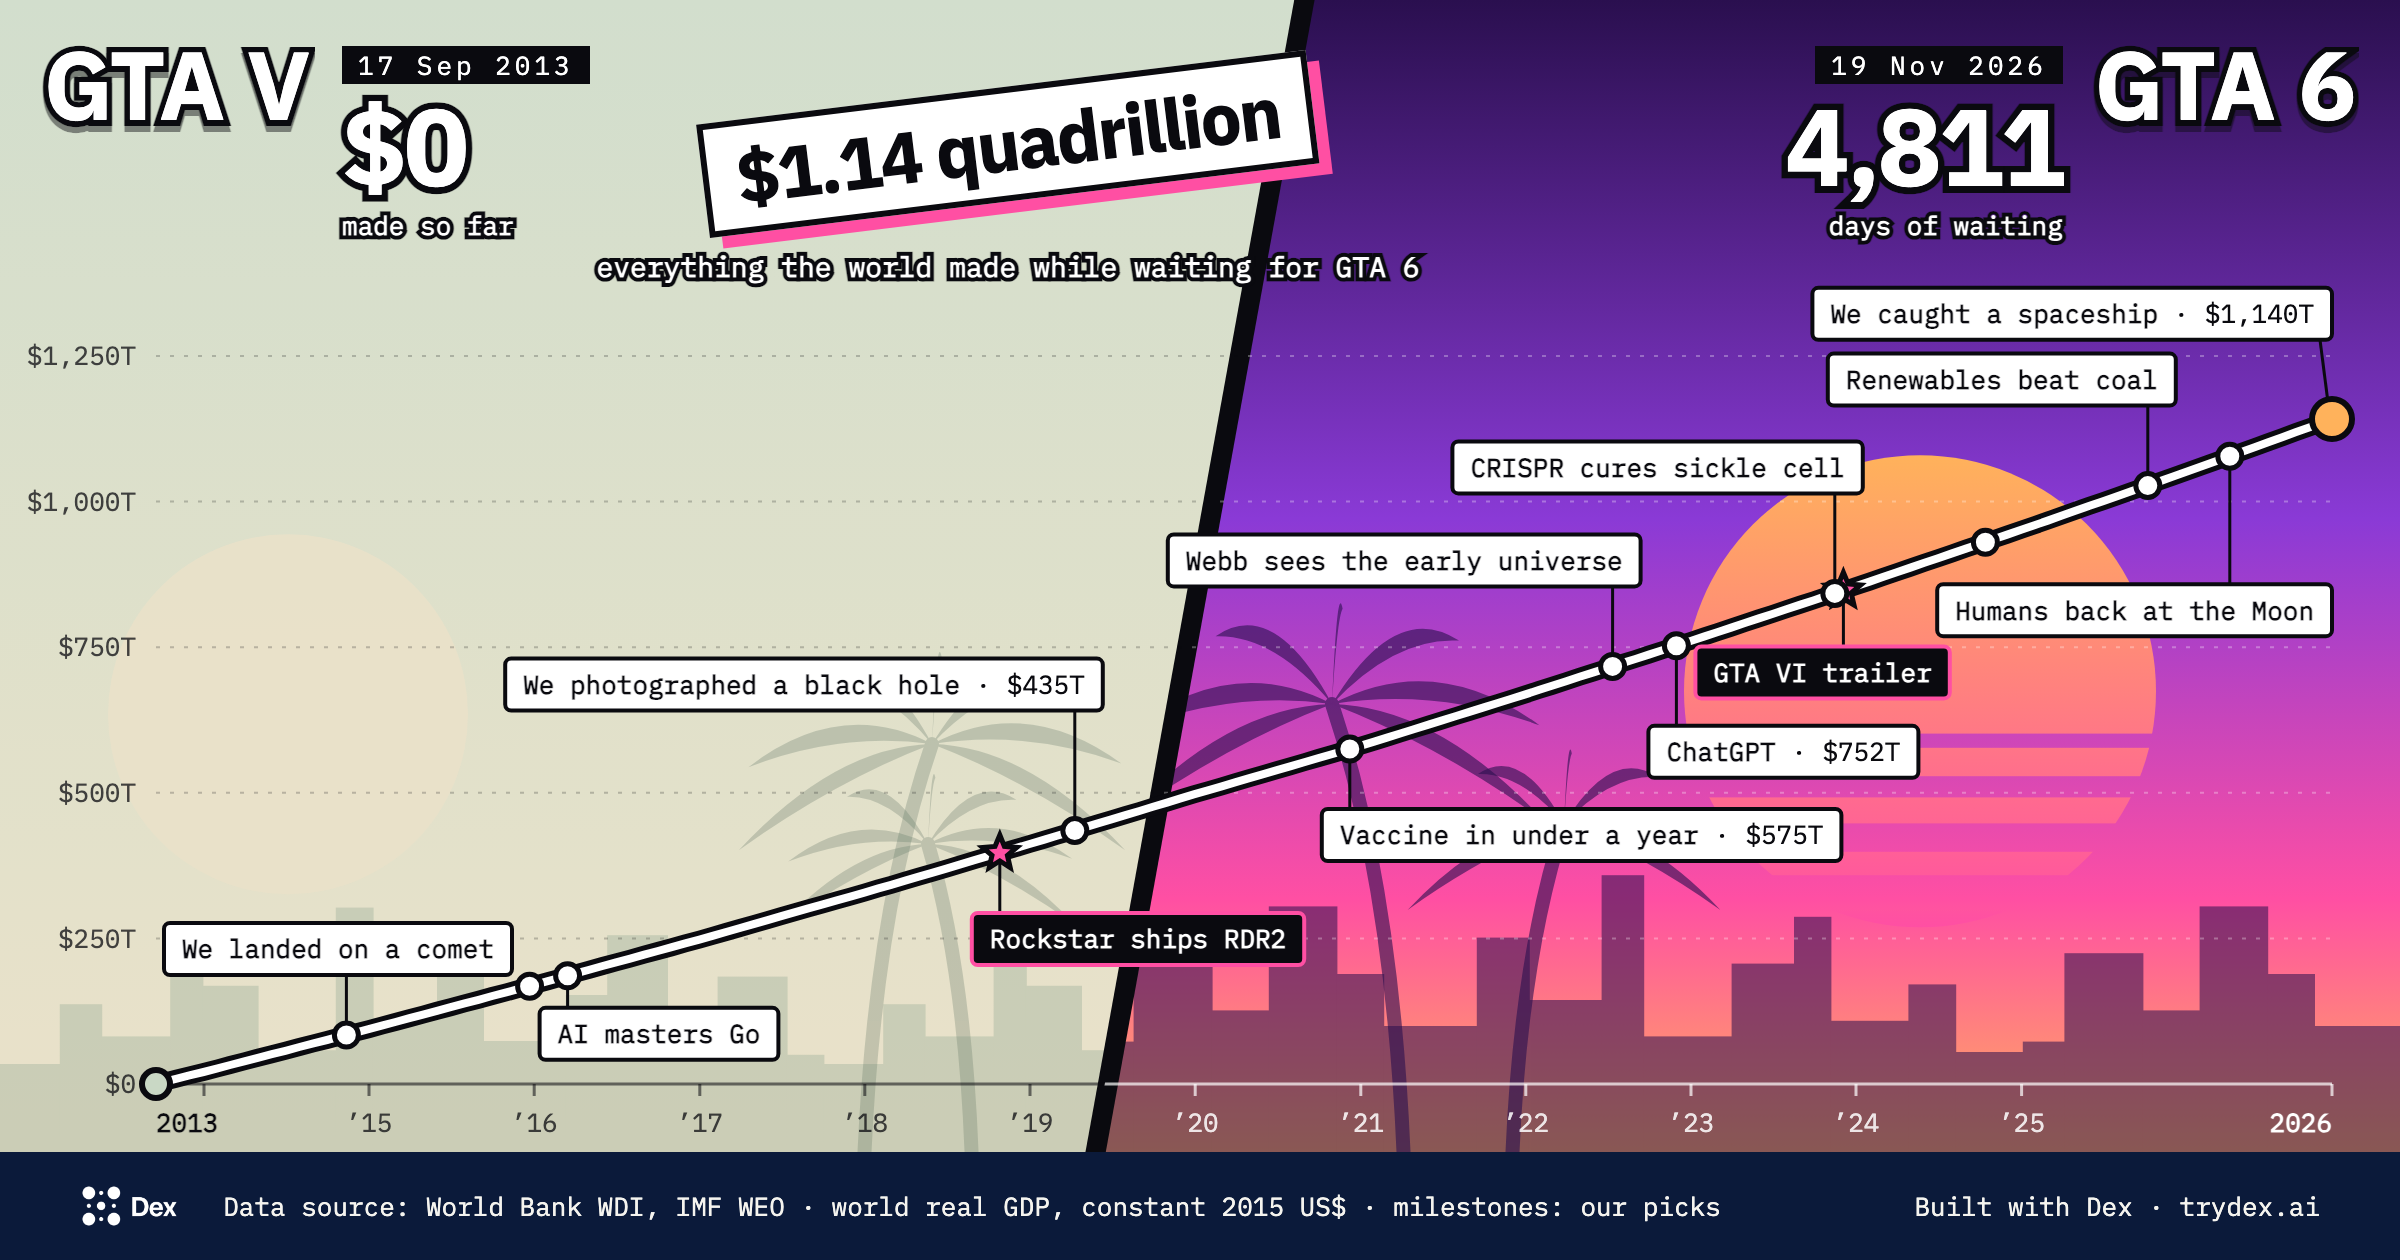 GTA V
17 Sep 2013
$0
made so far
$1.14 quadrillion
everything the world made while waiting for GTA 6
19 Nov 2026
4,811
days of waiting
GTA 6
We caught a spaceship · $1,140T
$1,250T
Renewables beat coal
CRISPR cures sickle cell
$1,000T
Webb sees the early universe
Humans back at the Moon
$750T
We photographed a black hole · $435T
GTA VI trailer
ChatGPT · $752T
$500T
Vaccine in under a year · $575T
$250T
We landed on a comet
Rockstar ships RDR2
AI masters Go
$0
2013 ’15 ’16 ’17 ’18 ’19 ’20 ’21 ’22 ’23 ’24 ’25 2026
Dex
Data source: World Bank WDI, IMF WEO · world real GDP, constant 2015 US$ · milestones: our picks
Built with Dex · trydex.ai